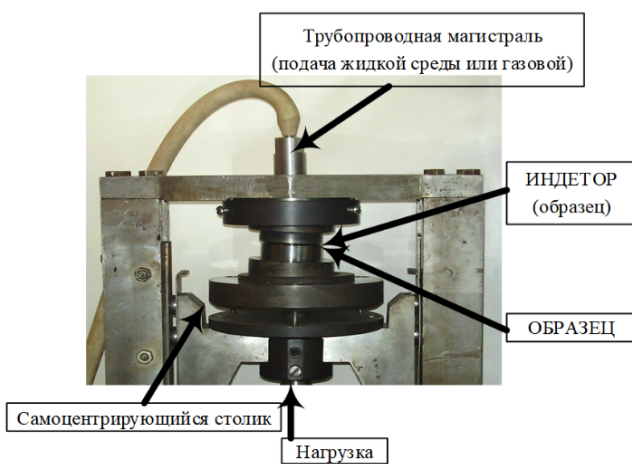 Трубопроводная магистраль
(подача жидкой среды или газовой)
ИНДЕТОР
(образец)
ОБРАЗЕЦ
Самоцентрирующийся столик
Нагрузка